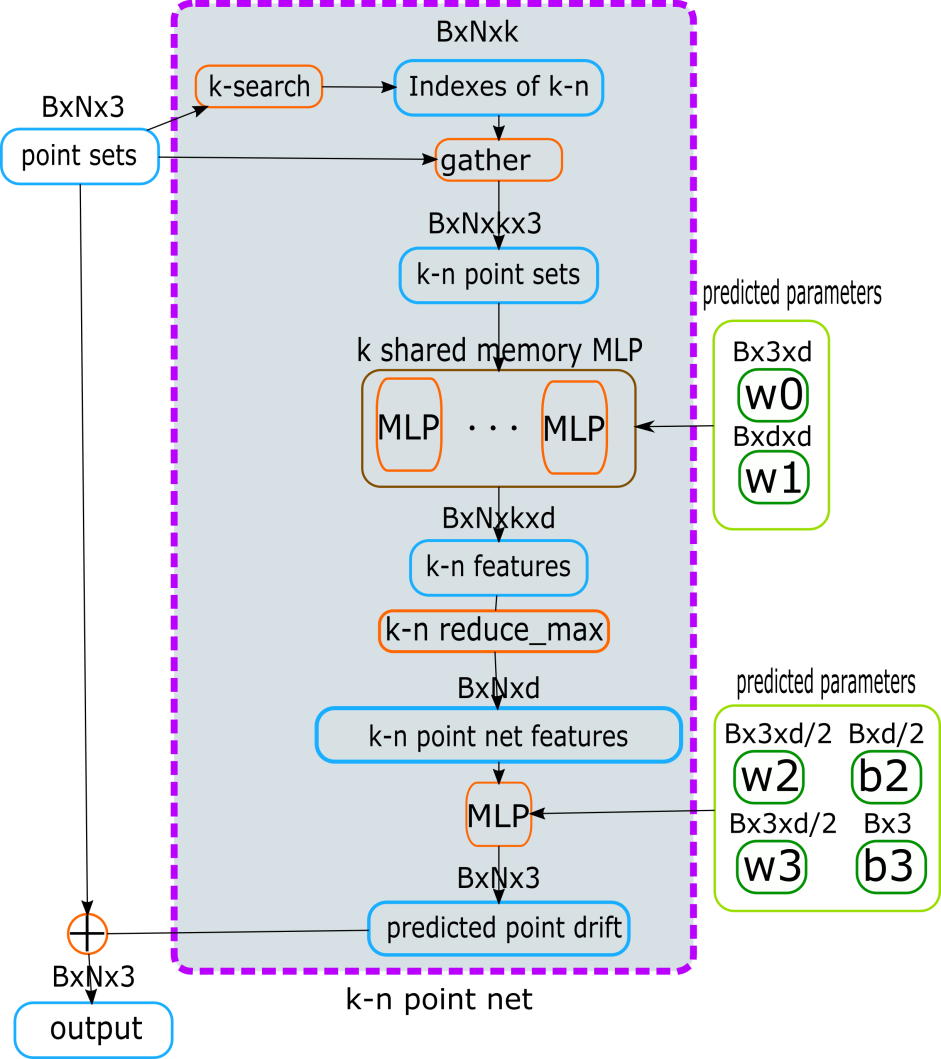 BxNxk
k-search
Indexes of k-n
BxNx3
point sets
gather
BxNxkx3
k-n point sets
predicted parameters
k shared memory MLP
Bx3xd
w0
MLP ... MLP
Bxdxd
w1
BxNxkxd
k-n features
k-n reduce_max
predicted parameters
BxNxd
k-n point net features
Bx3xd/2 Bxd/2
w2 b2
MLP
Bx3xd/2 Bx3
w3 b3
BxNx3
predicted point drift
+
BxNx3
k-n point net
output